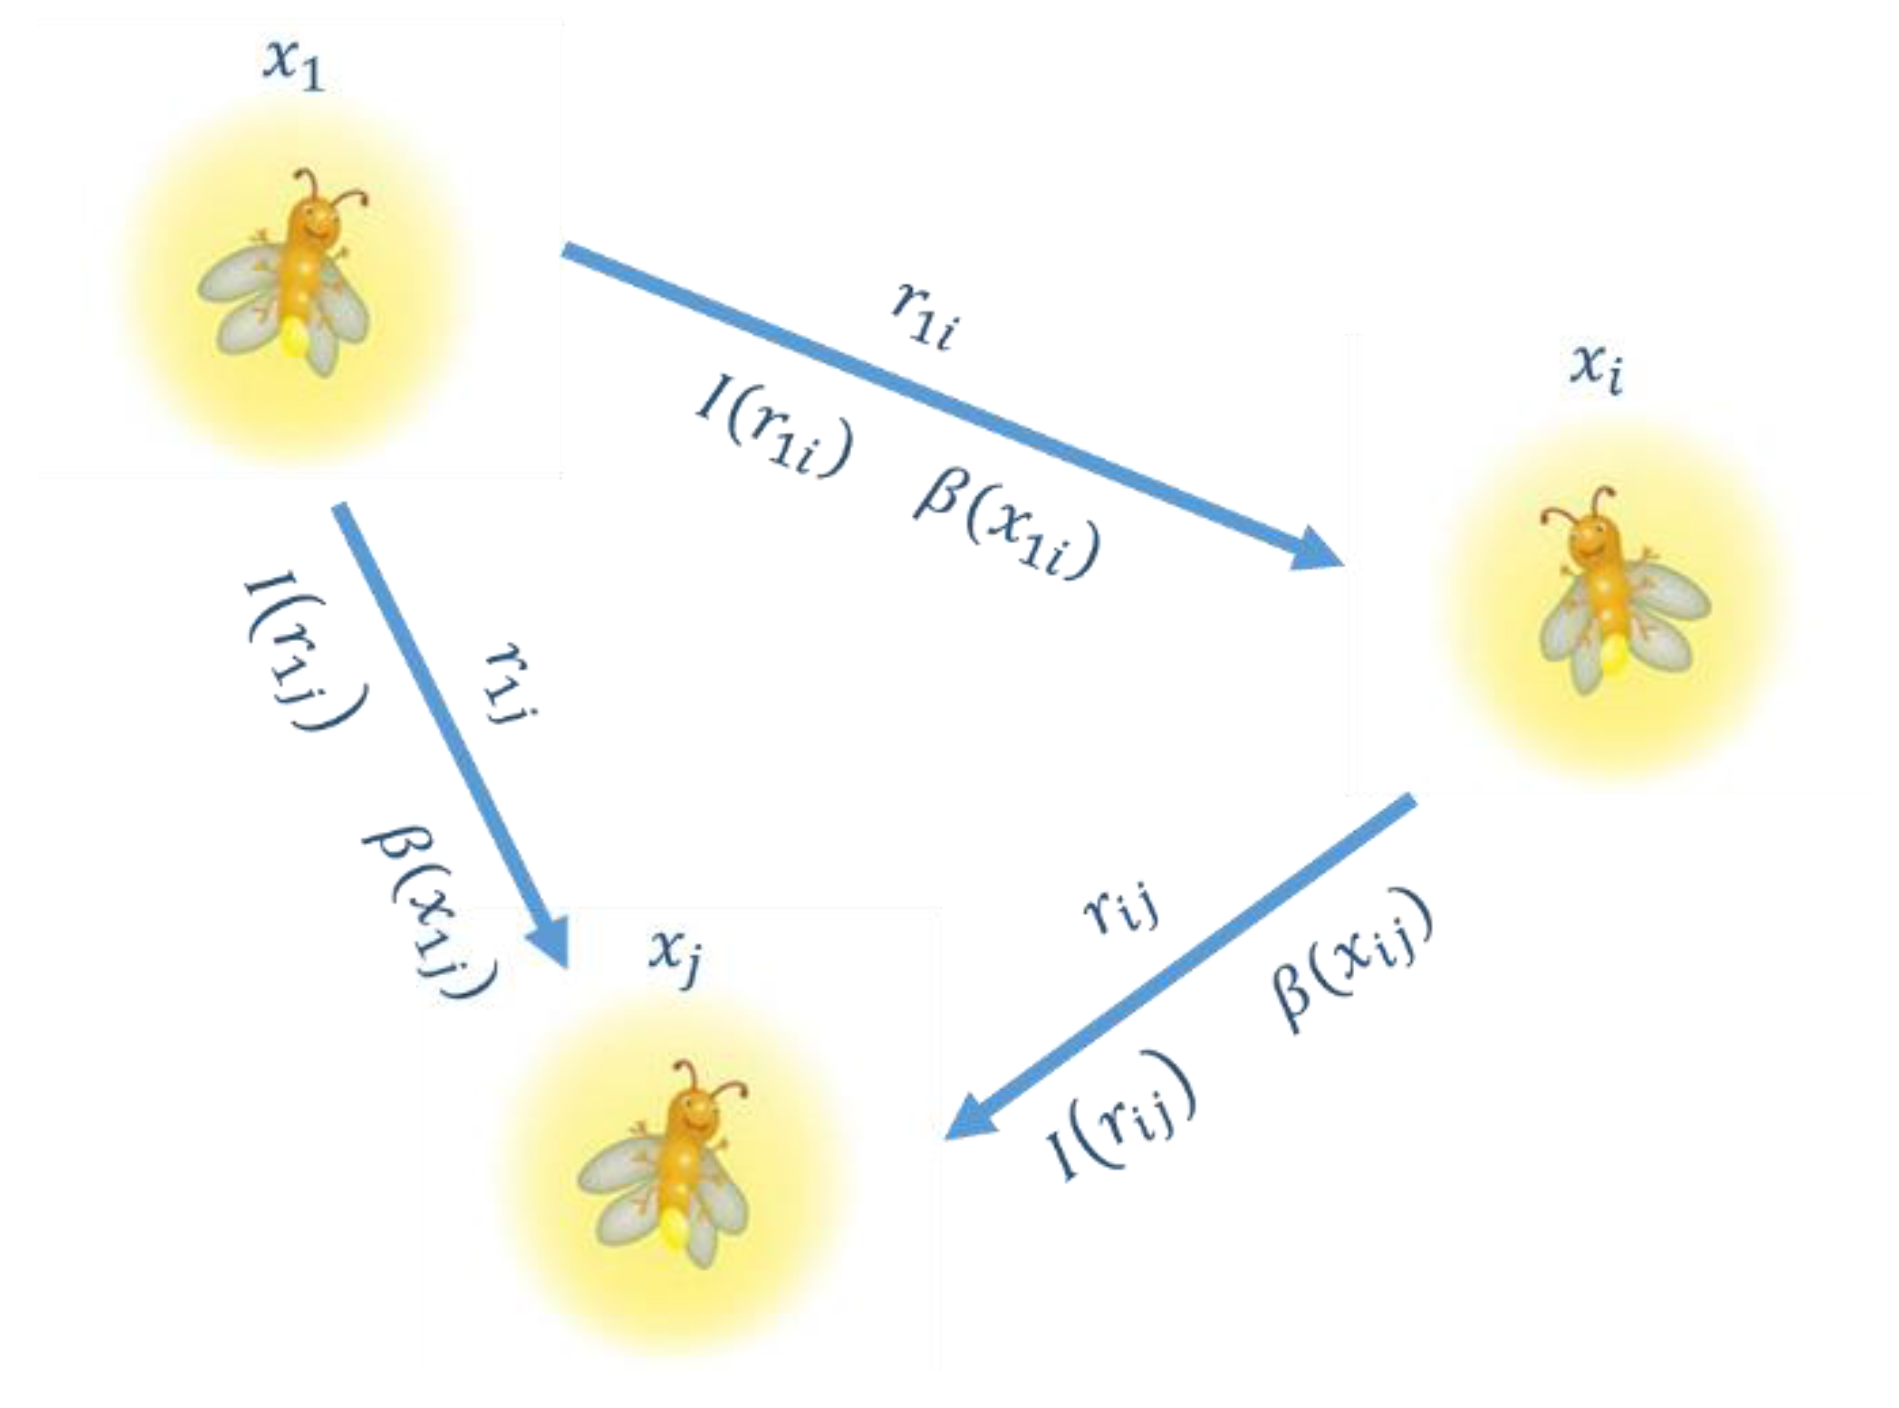 x₁
r₁ᵢ
I(r₁ᵢ) β(x₁ᵢ)
xᵢ
I(r₁ⱼ) β(x₁ⱼ)
r₁ⱼ
xⱼ
rᵢⱼ
I(rᵢⱼ) β(xᵢⱼ)